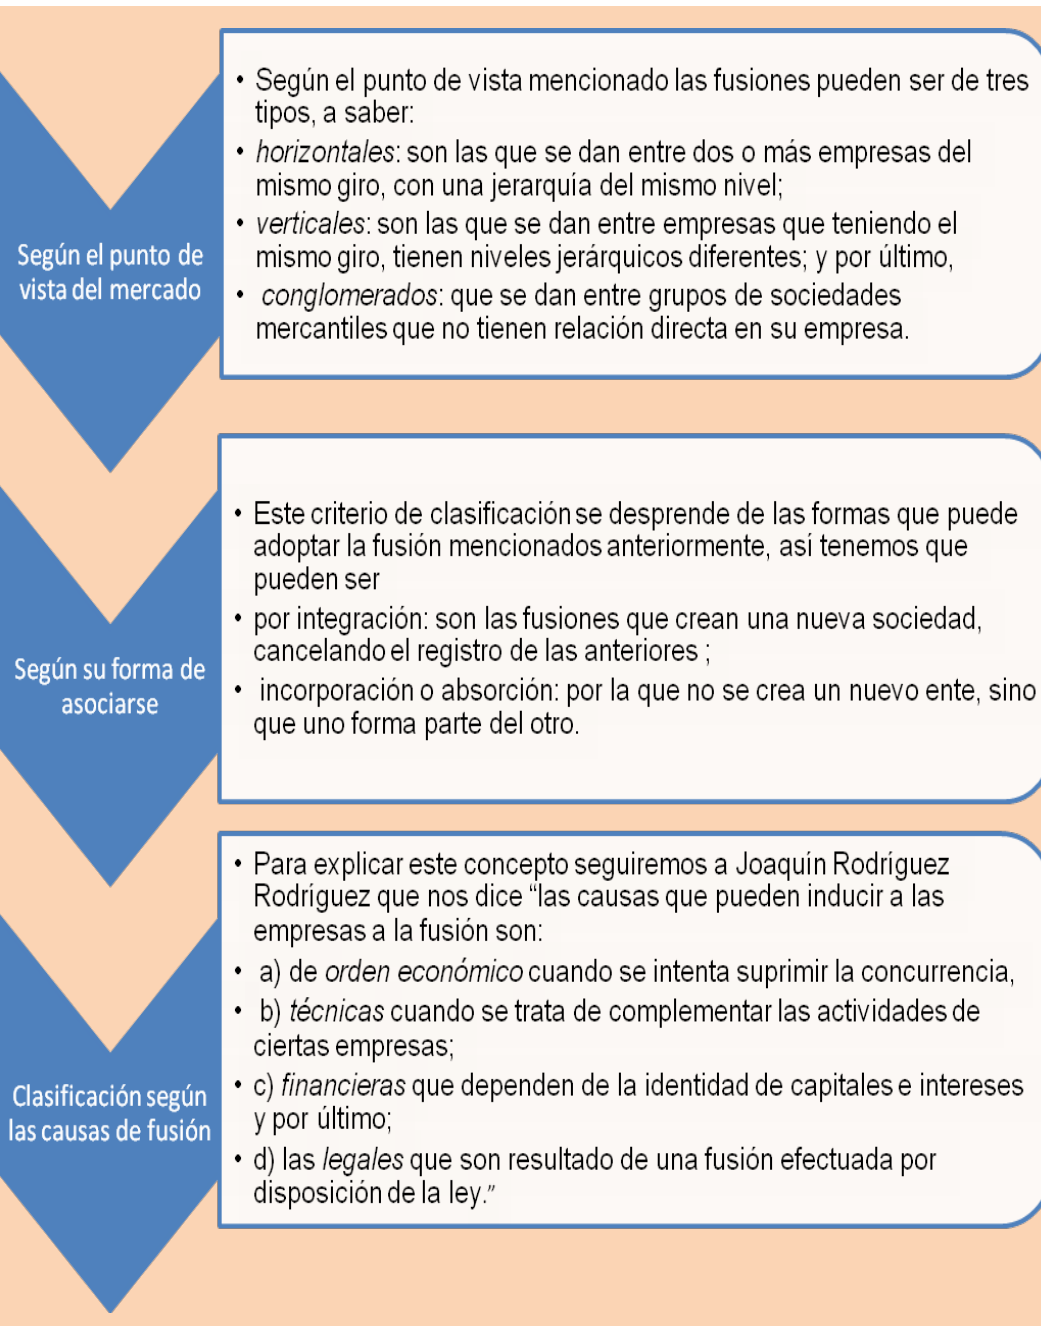 Según el punto de
vista del mercado
• Según el punto de vista mencionado las fusiones pueden ser de tres
tipos, a saber:
• horizontales: son las que se dan entre dos o más empresas del
mismo giro, con una jerarquía del mismo nivel;
• verticales: son las que se dan entre empresas que teniendo el
mismo giro, tienen niveles jerárquicos diferentes; y por último,
• conglomerados: que se dan entre grupos de sociedades
mercantiles que no tienen relación directa en su empresa.
Según su forma de
asociarse
• Este criterio de clasificación se desprende de las formas que puede
adoptar la fusión mencionados anteriormente, así tenemos que
pueden ser
• por integración: son las fusiones que crean una nueva sociedad,
cancelando el registro de las anteriores ;
• incorporación o absorción: por la que no se crea un nuevo ente, sino
que uno forma parte del otro.
Clasificación según
las causas de fusión
• Para explicar este concepto seguiremos a Joaquín Rodríguez
Rodríguez que nos dice “las causas que pueden inducir a las
empresas a la fusión son:
• a) de orden económico cuando se intenta suprimir la concurrencia,
• b) técnicas cuando se trata de complementar las actividades de
ciertas empresas;
• c) financieras que dependen de la identidad de capitales e intereses
y por último;
• d) las legales que son resultado de una fusión efectuada por
disposición de la ley.”